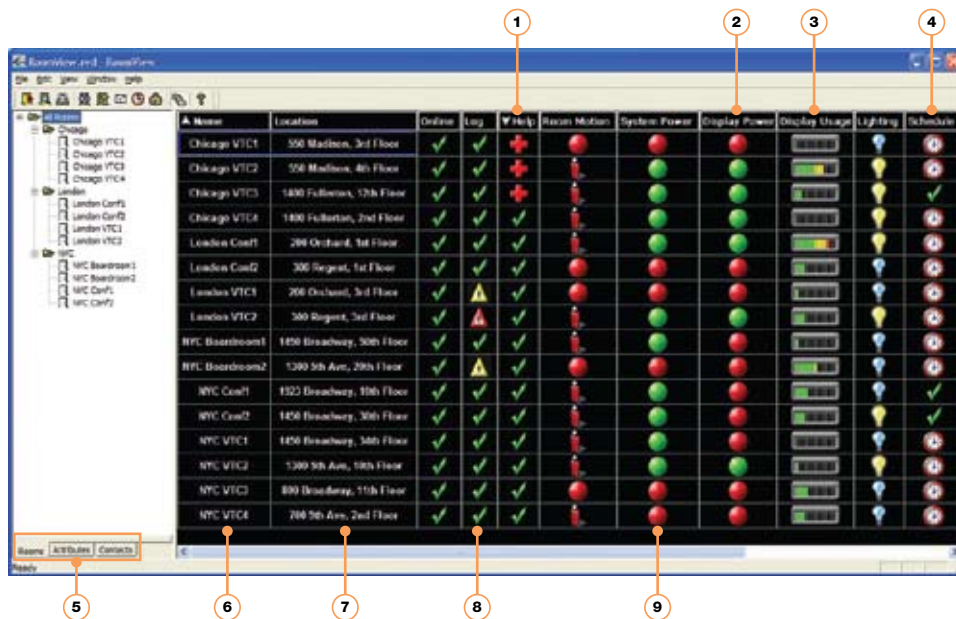 1 2 3 4
RoomView.rvd - RoomView
File Edit View Window Help
Name Location Online Log Help Room Motion System Power Display Power Display Usage Lighting Schedule
All Rooms
Chicago
Chicago VTC1
Chicago VTC2
Chicago VTC3
Chicago VTC4
London
London Conf1
London Conf2
London VTC1
London VTC2
NYC
NYC Boardroom1
NYC Boardroom2
NYC Conf1
NYC Conf2
Chicago VTC1 550 Madison, 3rd Floor
Chicago VTC2 550 Madison, 4th Floor
Chicago VTC3 1400 Fullerton, 12th Floor
Chicago VTC4 1400 Fullerton, 2nd Floor
London Conf1 200 Orchard, 1st Floor
London Conf2 300 Regent, 1st Floor
London VTC1 200 Orchard, 3rd Floor
London VTC2 300 Regent, 3rd Floor
NYC Boardroom1 1450 Broadway, 50th Floor
NYC Boardroom2 1300 5th Ave, 20th Floor
NYC Conf1 Broadway, 10th Floor
NYC Conf2 1450 Broadway, 30th Floor
NYC VTC1 1450 Broadway, 34th Floor
NYC VTC2 1300 5th Ave, 10th Floor
NYC VTC3 800 Broadway, 11th Floor
NYC VTC4 700 5th Ave, 2nd Floor
Rooms Attributes Contacts
Ready
5 6 7 8 9